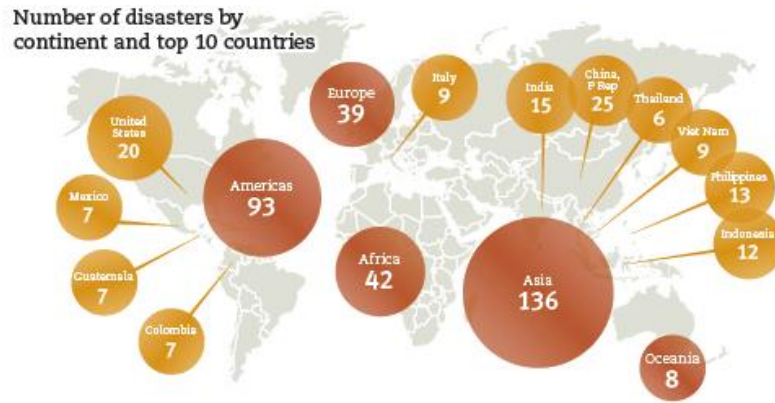 Number of disasters by
continent and top 10 countries
Europe
39
Italy
9
India
15
China,
P Rep
25
Thailand
6
Viet Nam
9
Philippines
13
Indonesia
12
United
States
20
Mexico
7
Guatemala
7
Colombia
7
Americas
93
Africa
42
Asia
136
Oceania
8